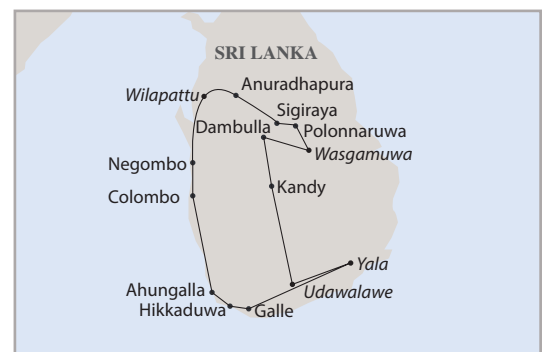 SRI LANKA
Anuradhapura
Wilapattu
Sigiraya
Dambulla
Polonnaruwa
Wasgamuwa
Negombo
Kandy
Colombo
Yala
Ahungalla
Udawalawe
Hikkaduwa
Galle